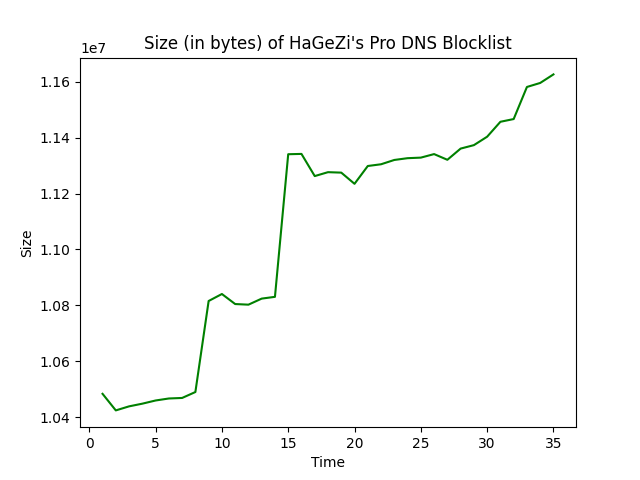 Size (in bytes) of HaGeZi's Pro DNS Blocklist
1e7
1.16
1.14
1.12
1.10
1.08
1.06
1.04
Size
0 5 10 15 20 25 30 35
Time